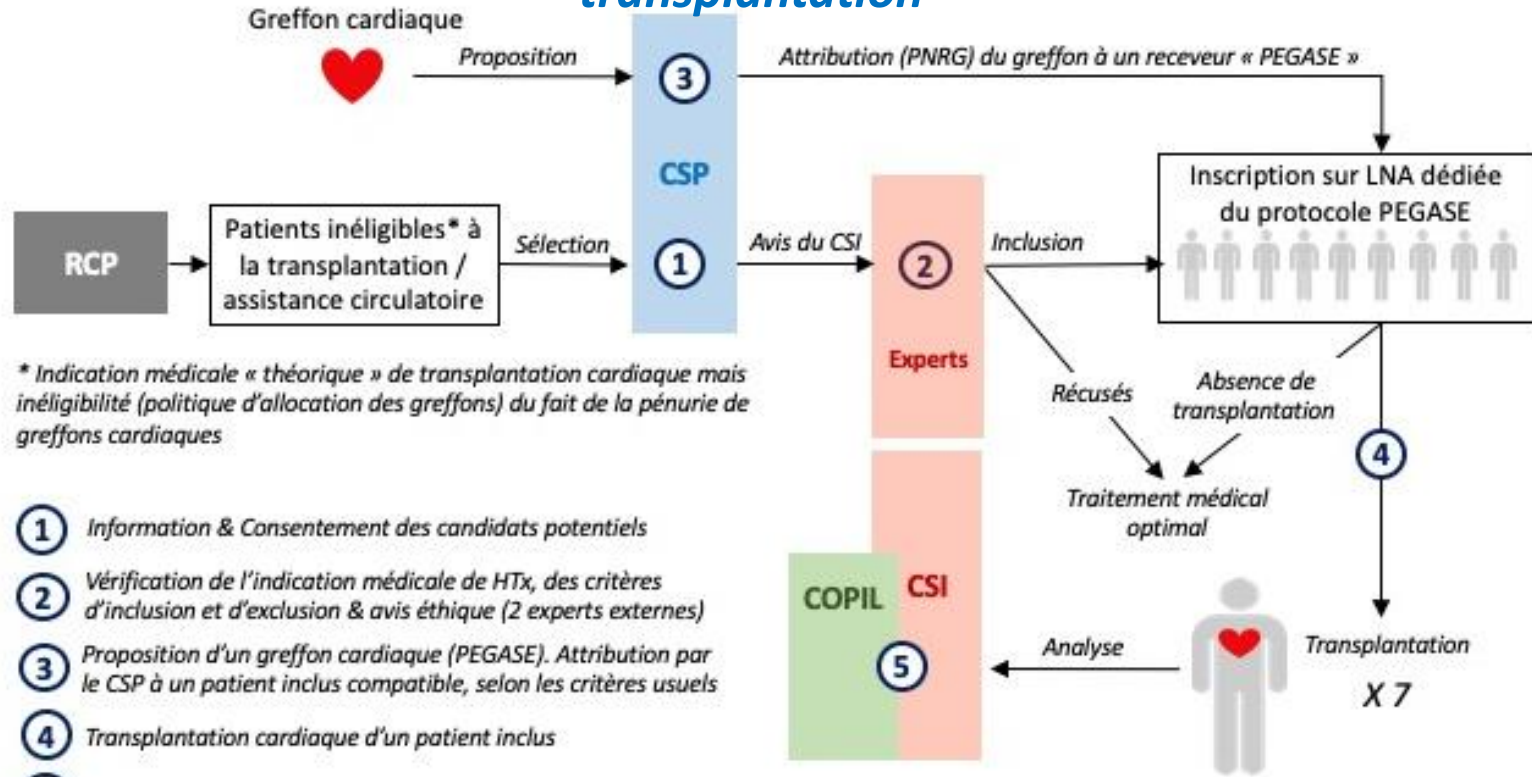 transplantation
Greffon cardiaque
Proposition
3
Attribution (PNRG) du greffon à un receveur « PEGASE »
CSP
RCP
Patients inéligibles* à
la transplantation /
assistance circulatoire
Sélection
1
Avis du CSI
2
Experts
Inclusion
Inscription sur LNA dédiée
du protocole PEGASE
Récusés
Absence de
transplantation
4
Traitement médical
optimal
* Indication médicale « théorique » de transplantation cardiaque mais
inéligibilité (politique d'allocation des greffons) du fait de la pénurie de
greffons cardiaques
1 Information & Consentement des candidats potentiels
2 Vérification de l'indication médicale de HTx, des critères
d'inclusion et d'exclusion & avis éthique (2 experts externes)
3 Proposition d'un greffon cardiaque (PEGASE). Attribution par
le CSP à un patient inclus compatible, selon les critères usuels
4 Transplantation cardiaque d'un patient inclus
COPIL
CSI
5
Analyse
Transplantation
X 7